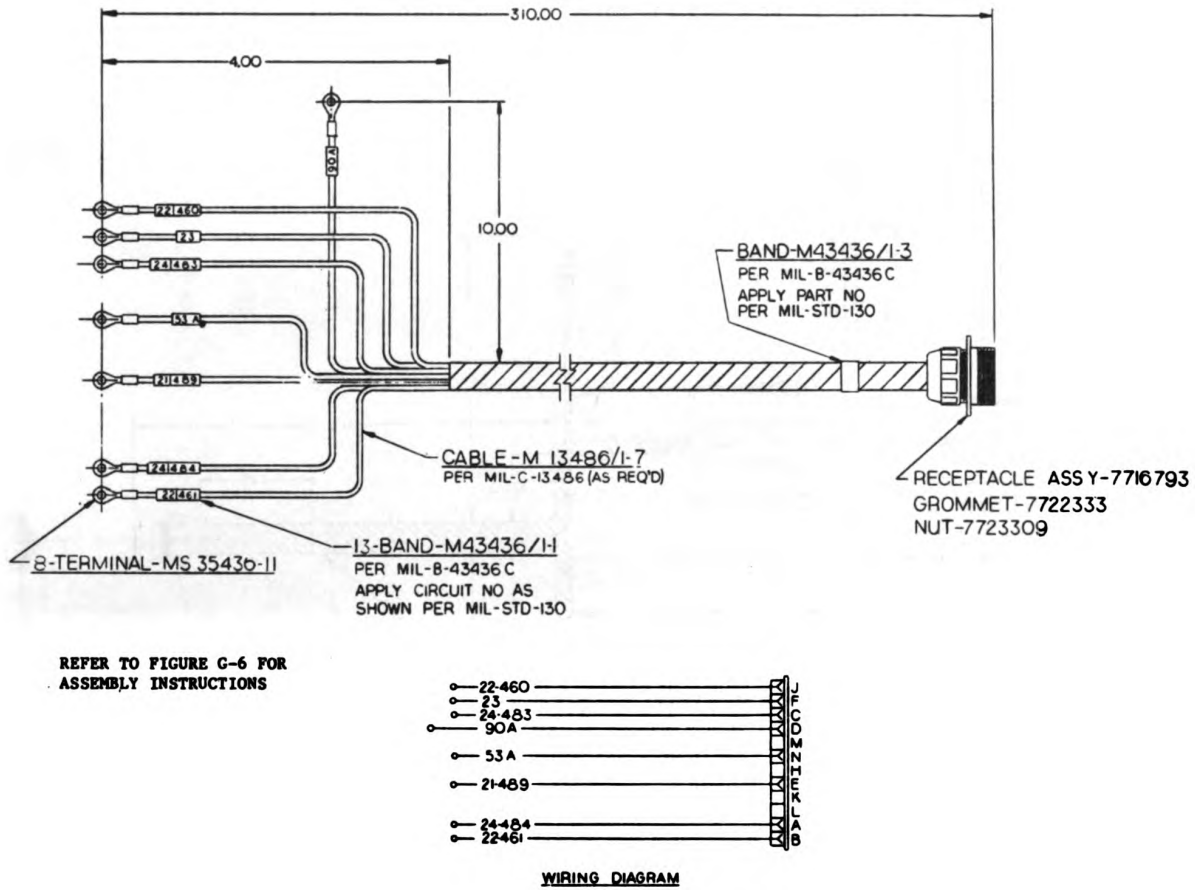 310.00
4.00
90A
22|460
23
24|483
10.00
BAND-M43436/1-3
PER MIL-B-43436C
APPLY PART NO
PER MIL-STD-130
53 A
21|489
CABLE-M 13486/1-7
PER MIL-C-13486 (AS REQ'D)
RECEPTACLE ASSY-7716793
GROMMET-7722333
NUT-7723309
24|484
22|461
8-TERMINAL-MS 35436-11
13-BAND-M43436/1-1
PER MIL-B-43436C
APPLY CIRCUIT NO AS
SHOWN PER MIL-STD-130
REFER TO FIGURE G-6 FOR
ASSEMBLY INSTRUCTIONS
22-460 J
23 F
24-483 C
90A D
M
53A N
H
21-489 E
K
L
24-484 A
22-461 B
WIRING DIAGRAM